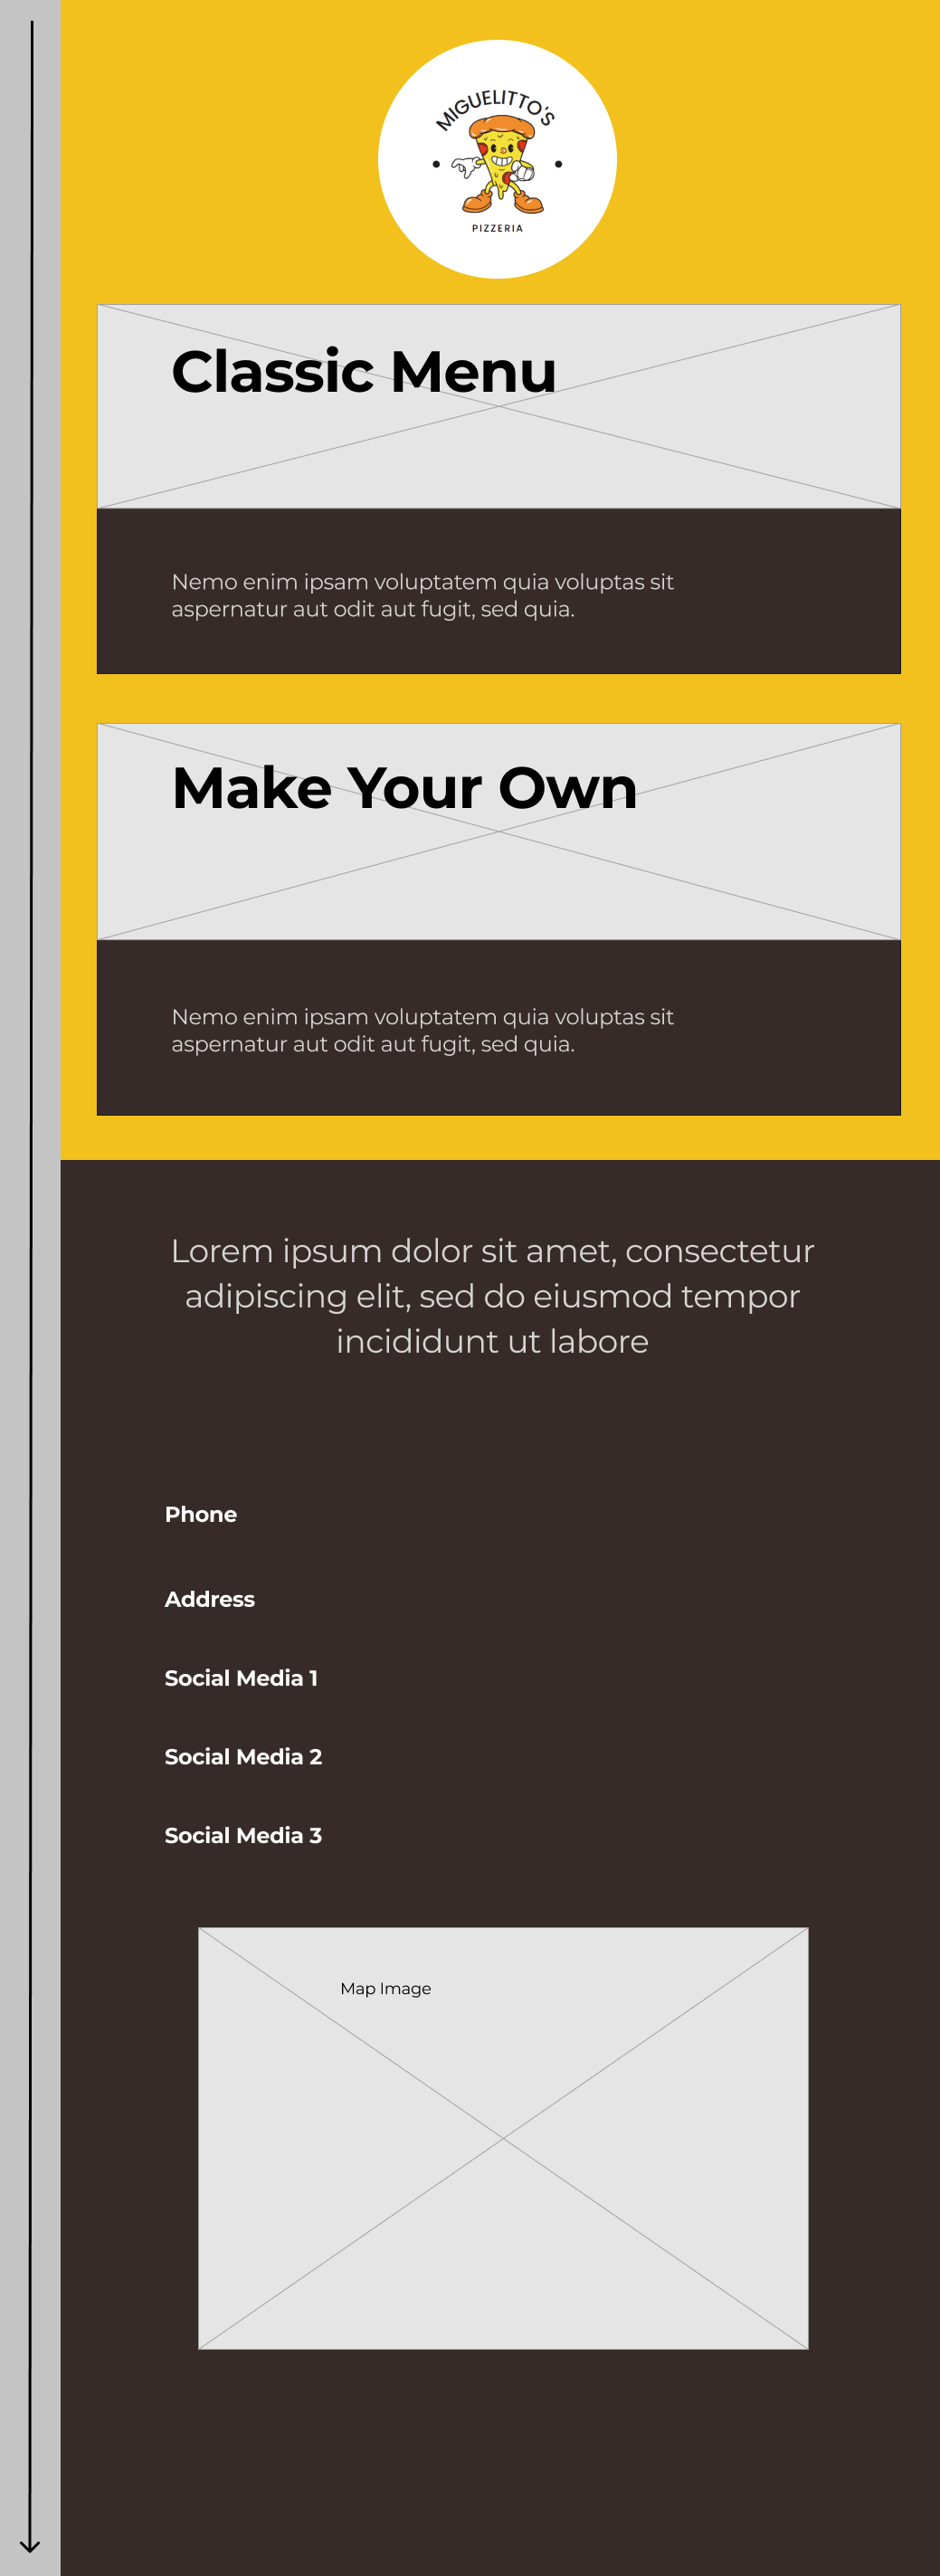 MIGUELITTO'S
PIZZERIA
Classic Menu
Nemo enim ipsam voluptatem quia voluptas sit
aspernatur aut odit aut fugit, sed quia.
Make Your Own
Nemo enim ipsam voluptatem quia voluptas sit
aspernatur aut odit aut fugit, sed quia.
Lorem ipsum dolor sit amet, consectetur
adipiscing elit, sed do eiusmod tempor
incididunt ut labore
Phone
Address
Social Media 1
Social Media 2
Social Media 3
Map Image